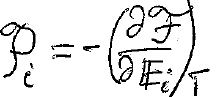 𝒫_i = -(∂ℱ/∂E_i)_T